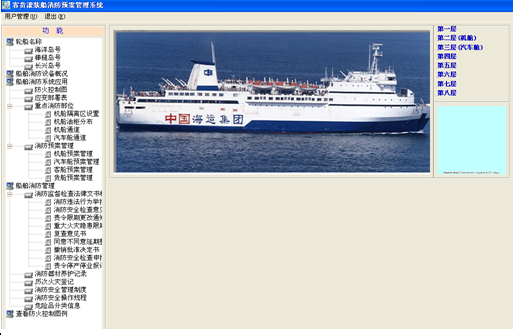 客货滚装船消防预案管理系统
用户管理(U) 退出(E)
功 能
轮船名称
海洋岛号
棒棰岛号
长兴岛号
船舶消防设备概况
船舶消防系统应用
防火控制图
应变部署表
重点消防部位
机舱隔离区设置
机舱油柜分布
机舱通道
汽车舱通道
消防预案管理
机舱预案管理
汽车舱预案管理
客舱预案管理
货舱预案管理
船舶消防管理
消防监督检查法律文书
消防违法行为举
消防安全检查意
责令限期更改通
重大火灾隐患限
复查意见书
同意不同意延期
撤销批准决定书
消防安全检查申
责令停产停业
消防器材养护记录
历次火灾登记
消防安全管理制度
消防安全操作规程
危险品分类信息
查看防火控制图例
中国海运集团
第一层
第二层(机舱)
第三层(汽车舱)
第四层
第五层
第六层
第七层
第八层